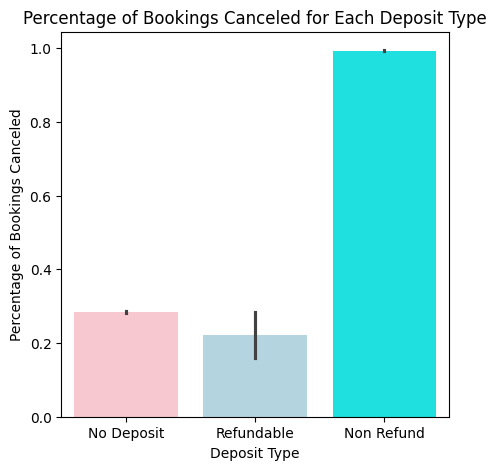 Percentage of Bookings Canceled for Each Deposit Type
Percentage of Bookings Canceled
1.0
0.8
0.6
0.4
0.2
0.0
No Deposit
Refundable
Non Refund
Deposit Type